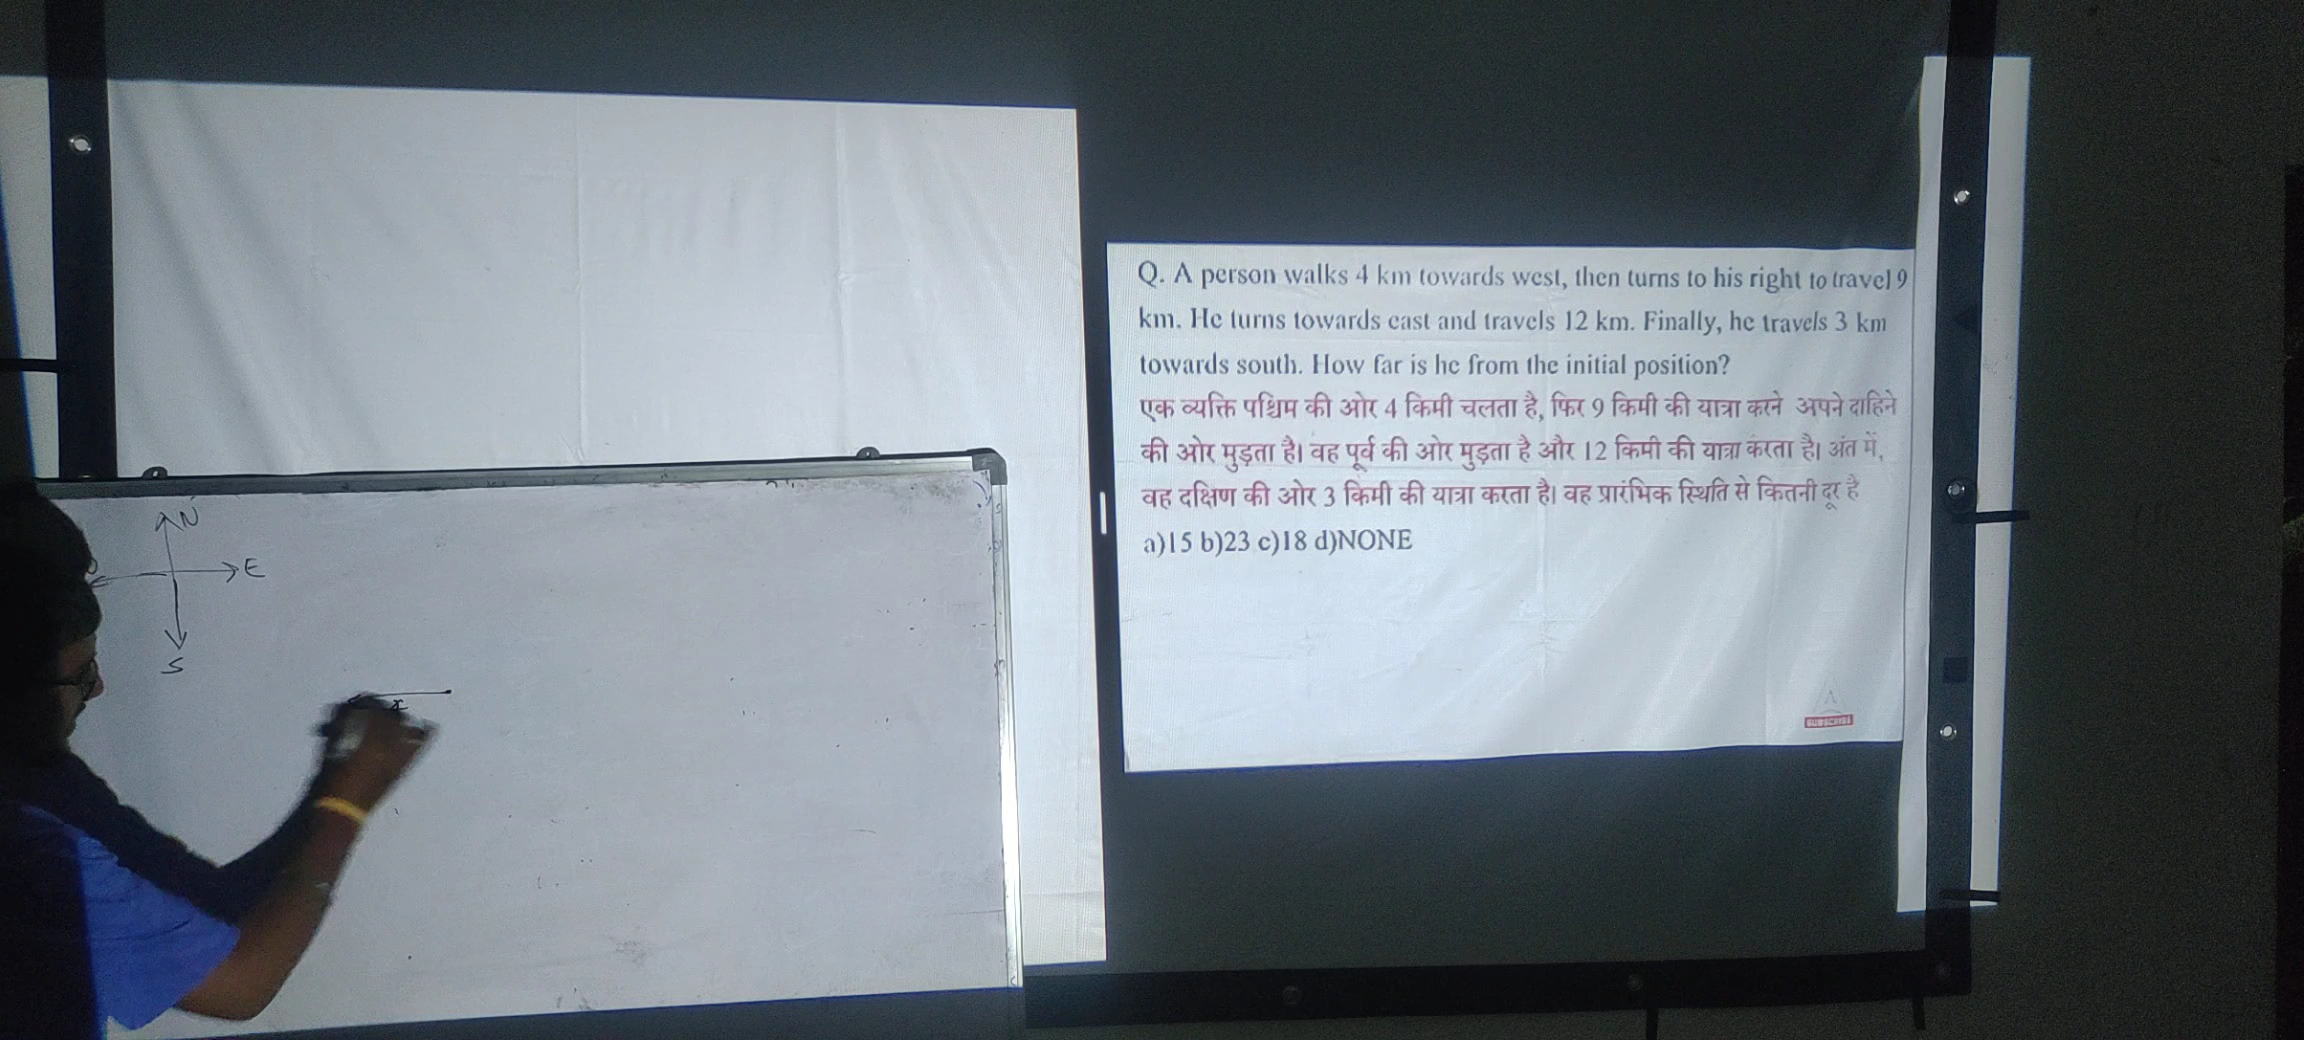 N
E
S
x
Q. A person walks 4 km towards west, then turns to his right to travel 9
km. He turns towards east and travels 12 km. Finally, he travels 3 km
towards south. How far is he from the initial position?
एक व्यक्ति पश्चिम की ओर 4 किमी चलता है, फिर 9 किमी की यात्रा करने अपने दाहिने
की ओर मुड़ता है। वह पूर्व की ओर मुड़ता है और 12 किमी की यात्रा करता है। अंत में,
वह दक्षिण की ओर 3 किमी की यात्रा करता है। वह प्रारंभिक स्थिति से कितनी दूर है
a)15 b)23 c)18 d)NONE
SUBSCRIBE